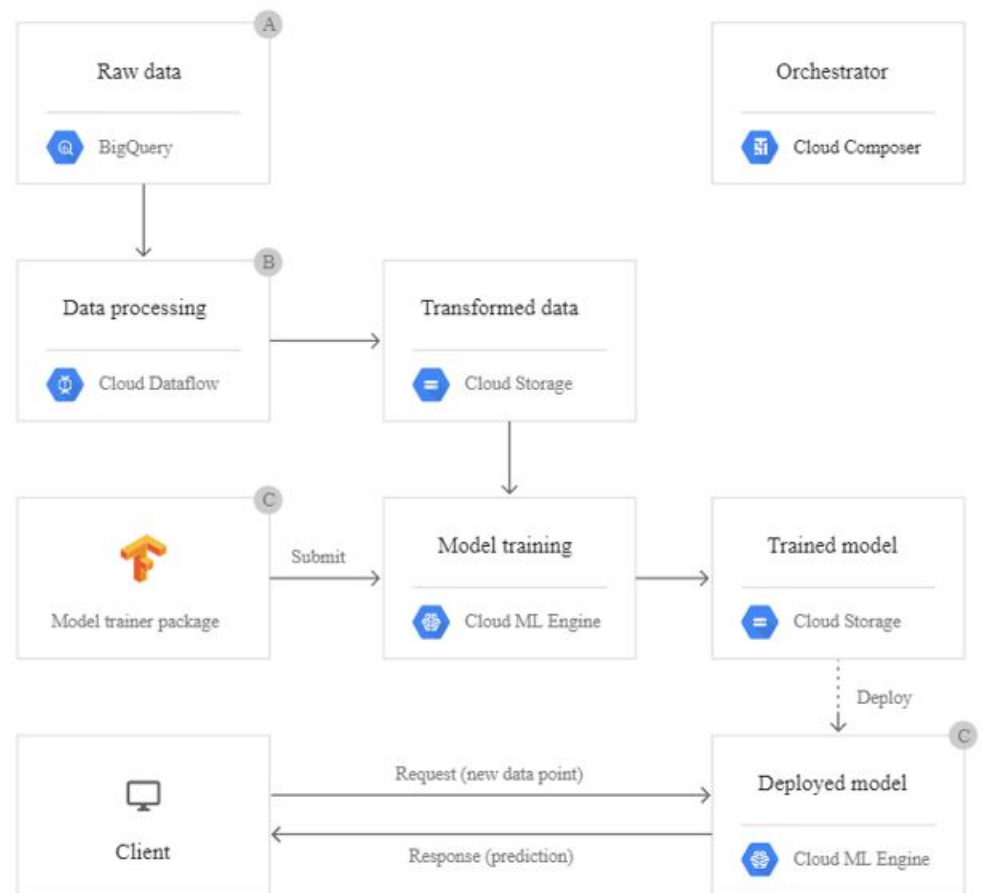 A
Raw data
BigQuery
Orchestrator
Cloud Composer
B
Data processing
Cloud Dataflow
Transformed data
Cloud Storage
C
Model trainer package
Submit
Model training
Cloud ML Engine
Trained model
Cloud Storage
Deploy
C
Client
Request (new data point)
Response (prediction)
Deployed model
Cloud ML Engine